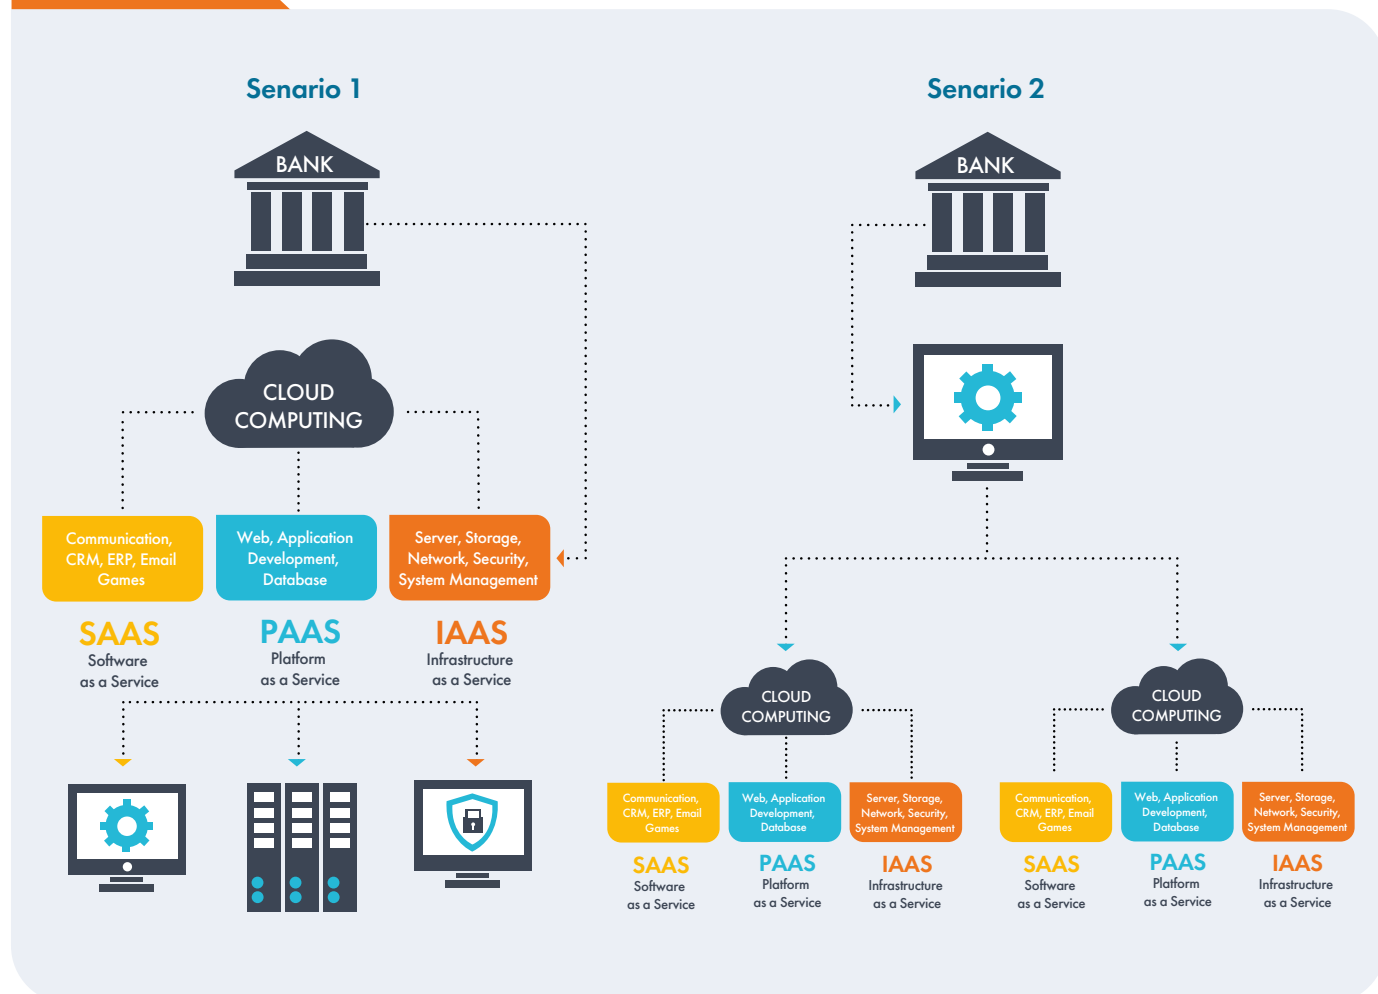 Senario 1
BANK
CLOUD
COMPUTING
Communication,
CRM, ERP, Email
Games
Web, Application
Development,
Database
Server, Storage,
Network, Security,
System Management
SAAS
Software
as a Service
PAAS
Platform
as a Service
IAAS
Infrastructure
as a Service
Senario 2
BANK
CLOUD
COMPUTING
Communication,
CRM, ERP, Email
Games
Web, Application
Development,
Database
Server, Storage,
Network, Security,
System Management
SAAS
Software
as a Service
PAAS
Platform
as a Service
IAAS
Infrastructure
as a Service
CLOUD
COMPUTING
Communication,
CRM, ERP, Email
Games
Web, Application
Development,
Database
Server, Storage,
Network, Security,
System Management
SAAS
Software
as a Service
PAAS
Platform
as a Service
IAAS
Infrastructure
as a Service